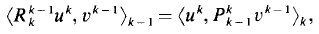 ⟨R_k^{k-1} u^k, v^{k-1}⟩_{k-1} = ⟨u^k, P_{k-1}^k v^{k-1}⟩_k,